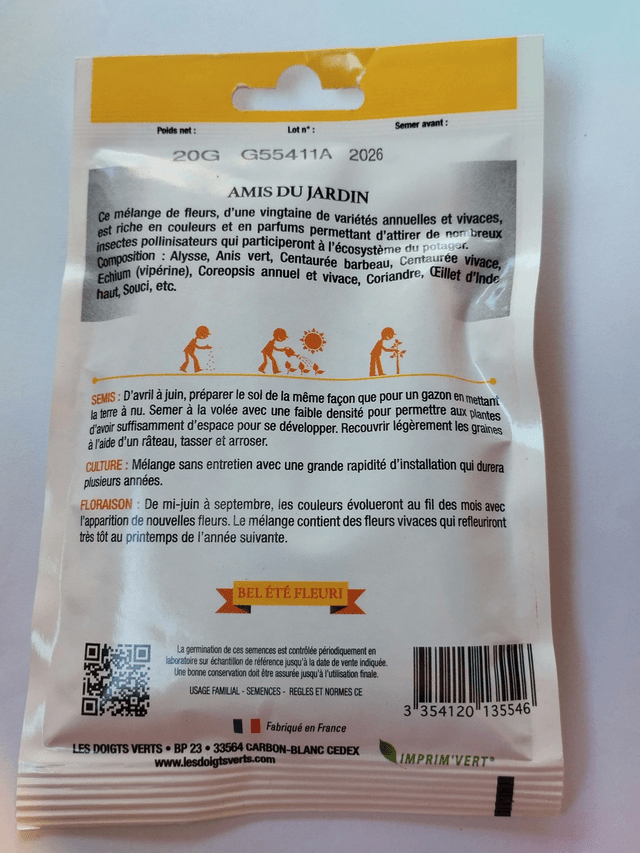 Poids net : Lot n° : Semer avant :
20G G55411A 2026
AMIS DU JARDIN
Ce mélange de fleurs, d'une vingtaine de variétés annuelles et vivaces,
est riche en couleurs et en parfums permettant d'attirer de nombreux
insectes pollinisateurs qui participeront à l'écosystème du potager.
Composition : Alysse, Anis vert, Centaurée barbeau, Centaurée vivace,
Echium (vipérine), Coreopsis annuel et vivace, Coriandre, Œillet d'Inde
haut, Souci, etc.
SEMIS : D'avril à juin, préparer le sol de la même façon que pour un gazon en mettant
la terre à nu. Semer à la volée avec une faible densité pour permettre aux plantes
d'avoir suffisamment d'espace pour se développer. Recouvrir légèrement les graines
à l'aide d'un râteau, tasser et arroser.
CULTURE : Mélange sans entretien avec une grande rapidité d'installation qui durera
plusieurs années.
FLORAISON : De mi-juin à septembre, les couleurs évolueront au fil des mois avec
l'apparition de nouvelles fleurs. Le mélange contient des fleurs vivaces qui refleuriront
très tôt au printemps de l'année suivante.
BEL ÉTÉ FLEURI
La germination de ces semences est contrôlée périodiquement en
laboratoire sur échantillon de référence jusqu'à la date de vente indiquée.
Une bonne conservation doit être assurée jusqu'à l'utilisation finale.
USAGE FAMILIAL - SEMENCES - REGLES ET NORMES CE
3 354120 135546
Fabriqué en France
LES DOIGTS VERTS • BP 23 • 33564 CARBON-BLANC CEDEX
www.lesdoigtsverts.com
IMPRIM'VERT®